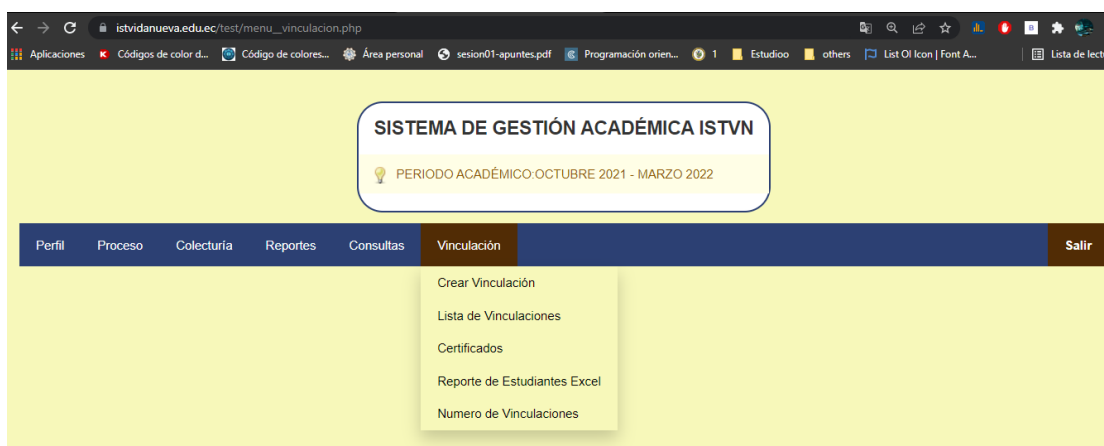 istvidanueva.edu.ec/test/menu__vinculacion.php
Aplicaciones Códigos de color d... Código de colores... Área personal sesion01-apuntes.pdf Programación orien... 1 Estudioo others List Ol Icon | Font A... Lista de lect
SISTEMA DE GESTIÓN ACADÉMICA ISTVN
PERIODO ACADÉMICO:OCTUBRE 2021 - MARZO 2022
Perfil Proceso Colecturía Reportes Consultas Vinculación Salir
Crear Vinculación
Lista de Vinculaciones
Certificados
Reporte de Estudiantes Excel
Numero de Vinculaciones